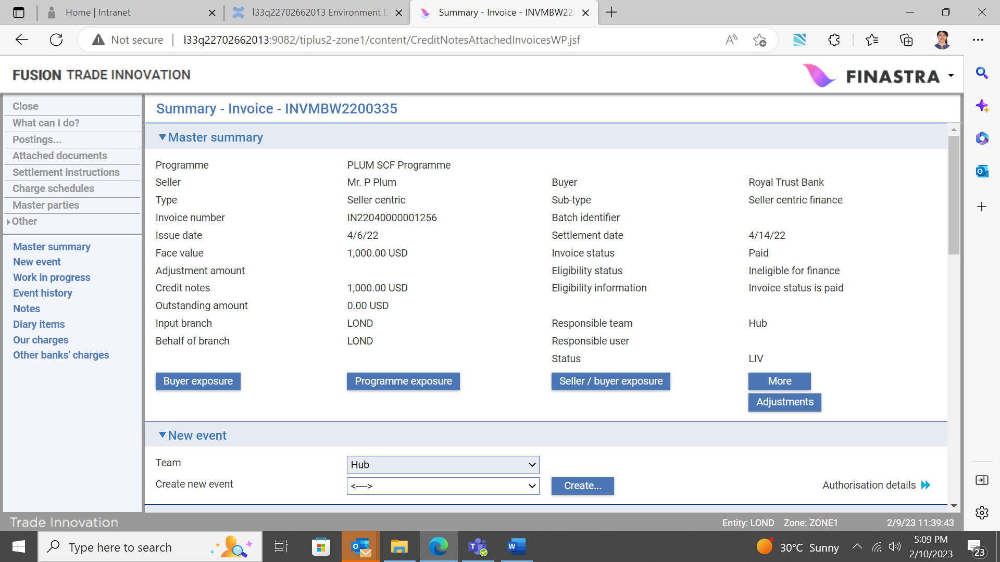 Home | Intranet
l33q22702662013 Environment D
Summary - Invoice - INVMBW220
Not secure
l33q22702662013:9082/tiplus2-zone1/content/CreditNotesAttachedInvoicesWP.jsf
FUSION TRADE INNOVATION
FINASTRA
Close
What can I do?
Postings...
Attached documents
Settlement instructions
Charge schedules
Master parties
Other
Master summary
New event
Work in progress
Event history
Notes
Diary items
Our charges
Other banks' charges
Summary - Invoice - INVMBW2200335
Master summary
Programme PLUM SCF Programme
Seller Mr. P Plum Buyer Royal Trust Bank
Type Seller centric Sub-type Seller centric finance
Invoice number IN22040000001256 Batch identifier
Issue date 4/6/22 Settlement date 4/14/22
Face value 1,000.00 USD Invoice status Paid
Adjustment amount Eligibility status Ineligible for finance
Credit notes 1,000.00 USD Eligibility information Invoice status is paid
Outstanding amount 0.00 USD
Input branch LOND Responsible team Hub
Behalf of branch LOND Responsible user
Status LIV
Buyer exposure Programme exposure Seller / buyer exposure More
Adjustments
New event
Team Hub
Create new event <----> Create... Authorisation details
Trade Innovation Entity: LOND Zone: ZONE1 2/9/23 11:39:43
Type here to search
30°C Sunny
5:09 PM
2/10/2023
23